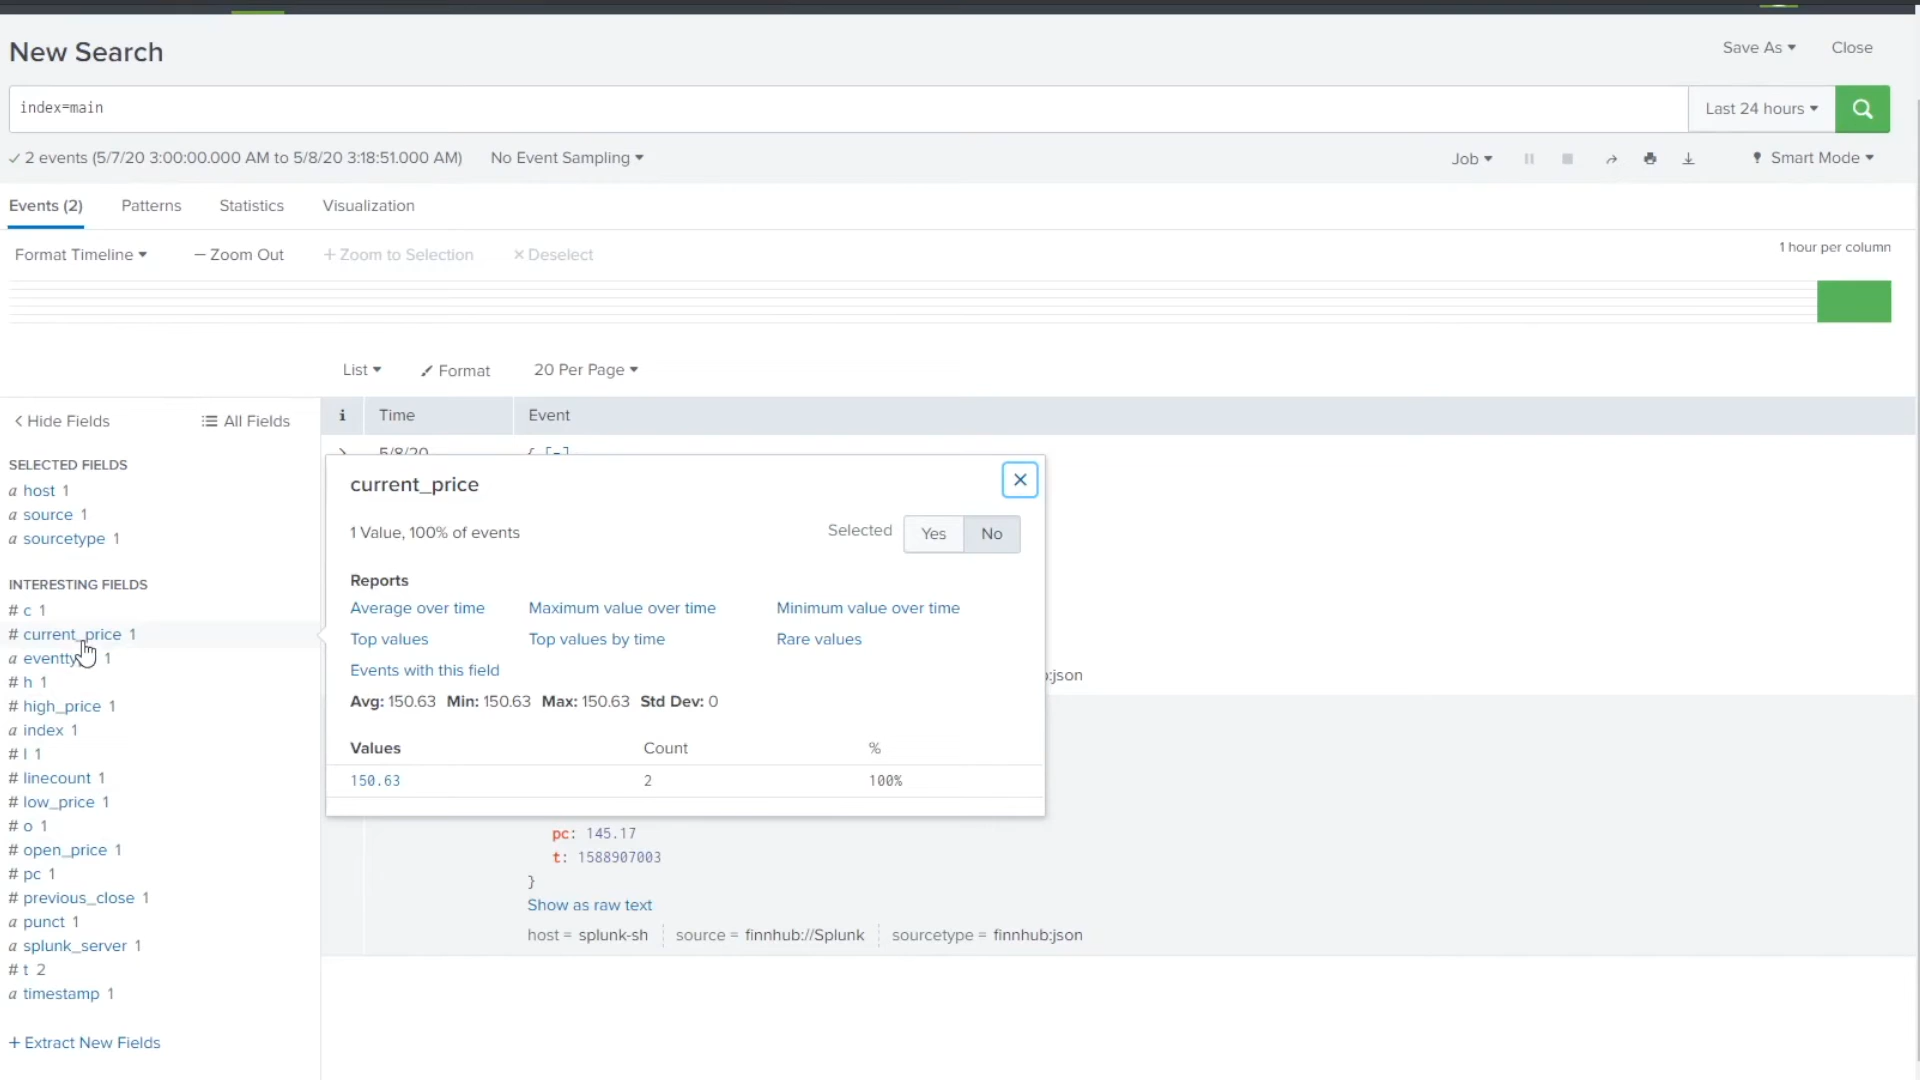 New Search
Save As Close
index=main
Last 24 hours
2 events (5/7/20 3:00:00.000 AM to 5/8/20 3:18:51.000 AM) No Event Sampling
Job Smart Mode
Events (2) Patterns Statistics Visualization
Format Timeline — Zoom Out + Zoom to Selection × Deselect
1 hour per column
List Format 20 Per Page
< Hide Fields All Fields
i Time Event
SELECTED FIELDS
a host 1
a source 1
a sourcetype 1
INTERESTING FIELDS
# c 1
# current_price 1
a eventty 1
# h 1
# high_price 1
a index 1
# l 1
# linecount 1
# low_price 1
# o 1
# open_price 1
# pc 1
# previous_close 1
a punct 1
a splunk_server 1
# t 2
a timestamp 1
+ Extract New Fields
> 5/8/20 { [-]
current_price
1 Value, 100% of events
Selected Yes No
Reports
Average over time Maximum value over time Minimum value over time
Top values Top values by time Rare values
Events with this field
Avg: 150.63 Min: 150.63 Max: 150.63 Std Dev: 0
Values Count %
150.63 2 100%
:json
pc: 145.17
t: 1588907003
}
Show as raw text
host = splunk-sh source = finnhub://Splunk sourcetype = finnhub:json